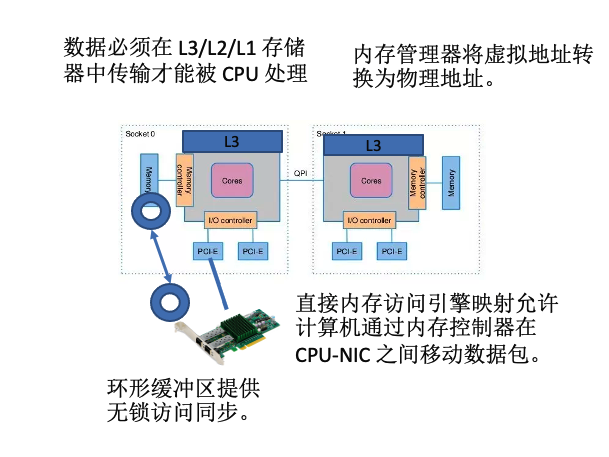 数据必须在 L3/L2/L1 存储
器中传输才能被 CPU 处理
内存管理器将虚拟地址转
换为物理地址。
Socket 0
L3
Memory
Memory
controller
Cores
I/O controller
PCI-E
PCI-E
QPI
Socket 1
L3
Cores
Memory
controller
Memory
I/O controller
PCI-E
PCI-E
直接内存访问引擎映射允许
计算机通过内存控制器在
CPU-NIC 之间移动数据包。
环形缓冲区提供
无锁访问同步。